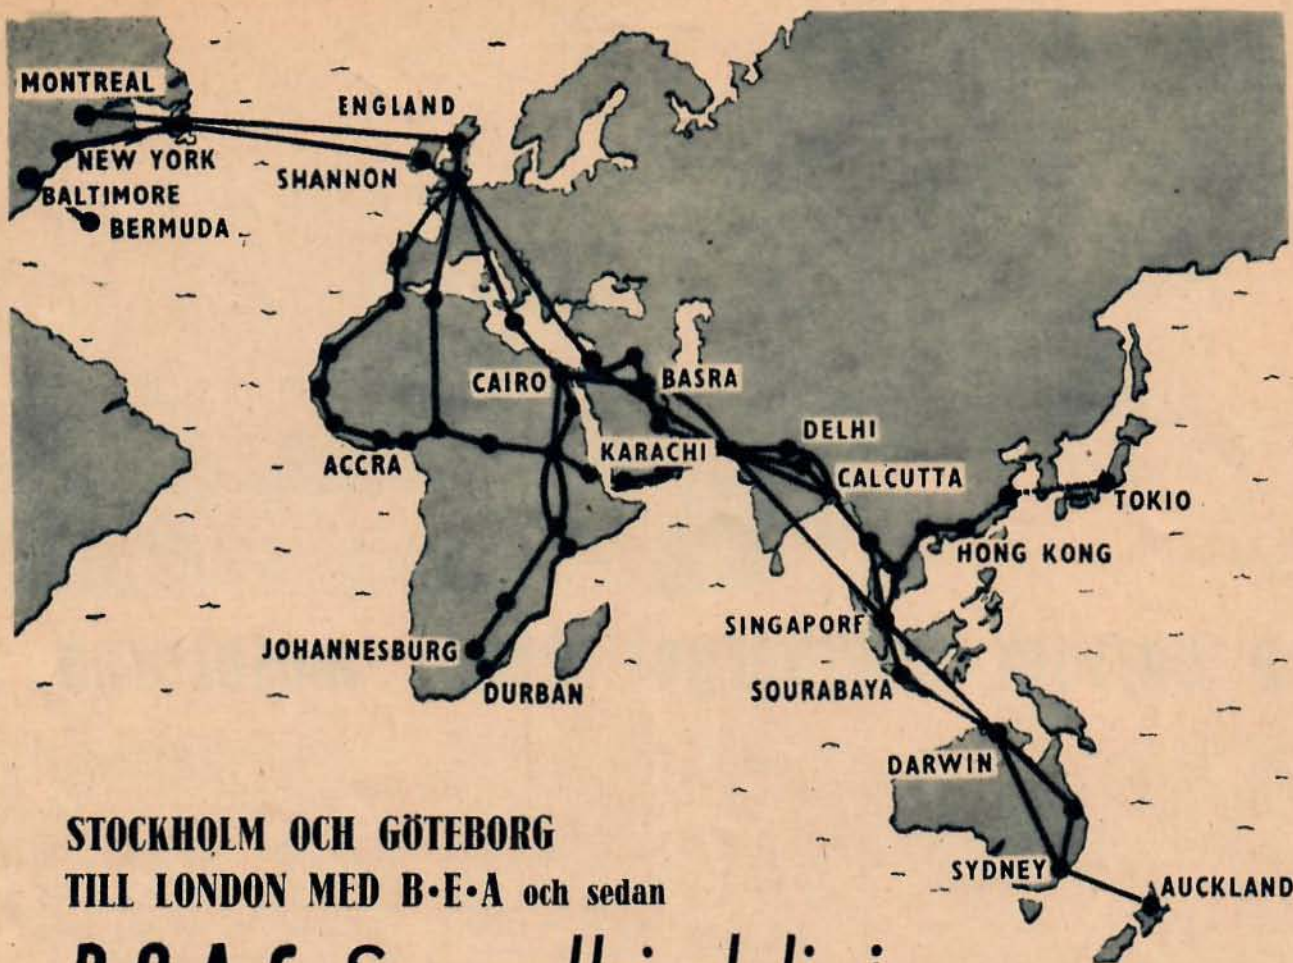 MONTREAL
ENGLAND
NEW YORK
SHANNON
BALTIMORE
BERMUDA
CAIRO
BASRA
DELHI
KARACHI
ACCRA
CALCUTTA
TOKIO
HONG KONG
SINGAPORE
JOHANNESBURG
SOURABAYA
DURBAN
DARWIN
SYDNEY
AUCKLAND
STOCKHOLM OCH GÖTEBORG
TILL LONDON MED B•E•A och sedan